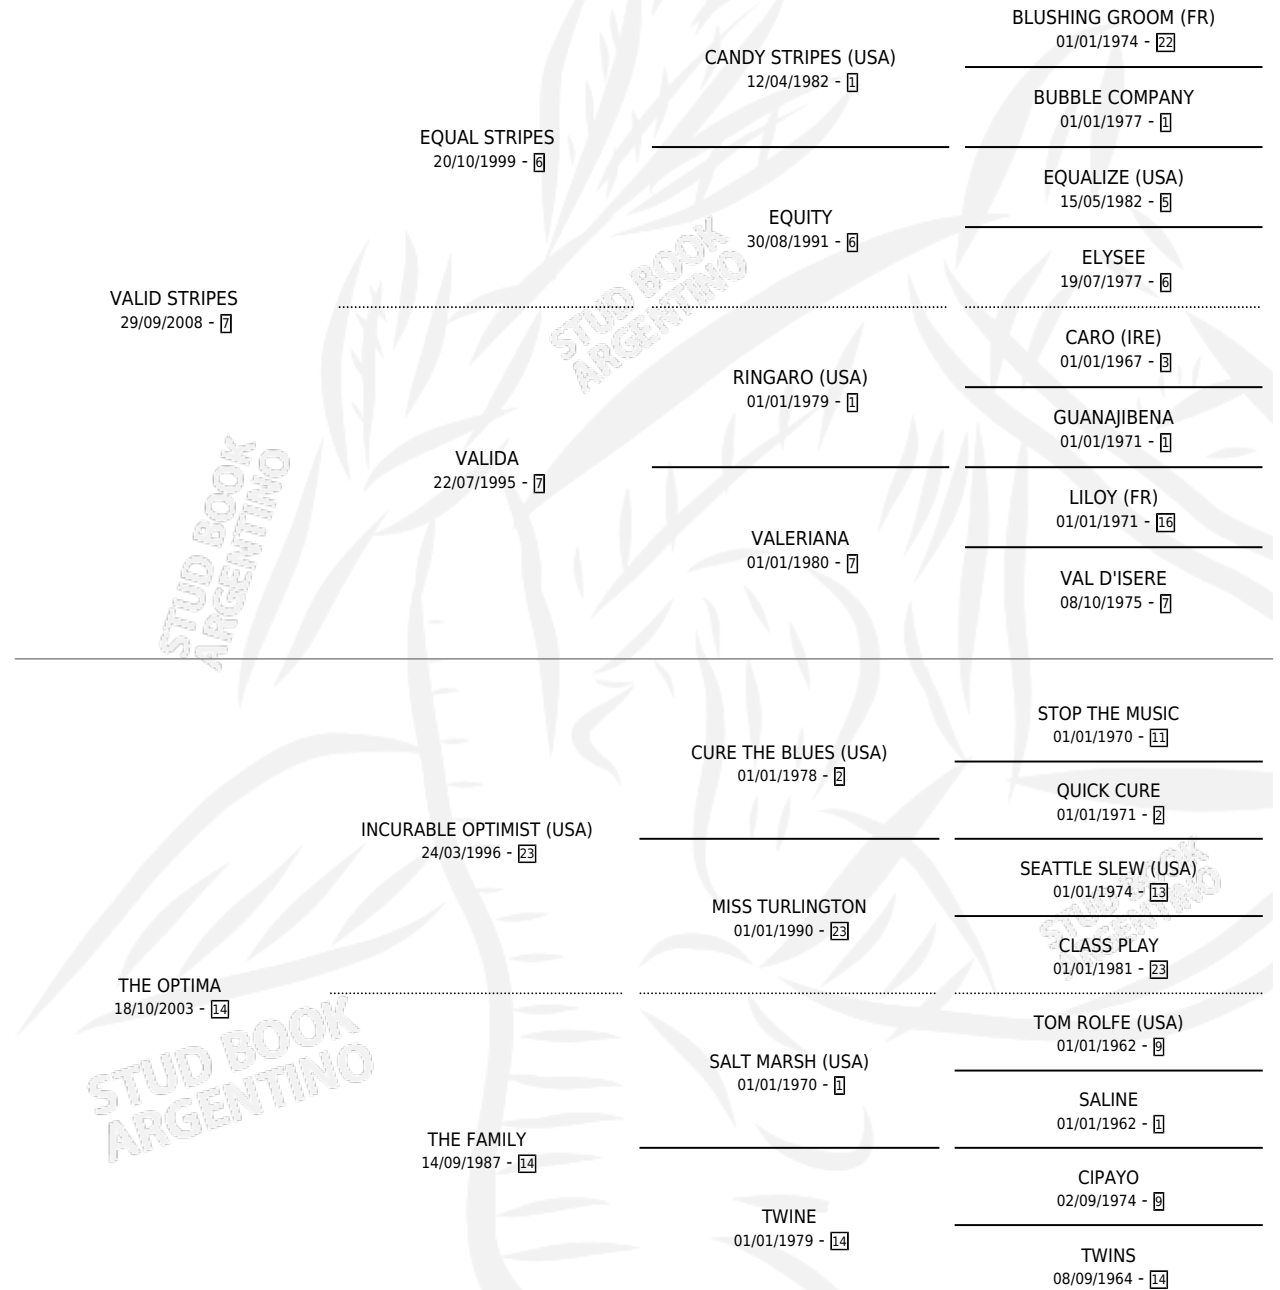 BLUSHING GROOM (FR)
01/01/1974 - 22
CANDY STRIPES (USA)
12/04/1982 - 1
BUBBLE COMPANY
01/01/1977 - 1
EQUAL STRIPES
20/10/1999 - 6
EQUALIZE (USA)
15/05/1982 - 5
EQUITY
30/08/1991 - 6
ELYSEE
19/07/1977 - 6
VALID STRIPES
29/09/2008 - 7
CARO (IRE)
01/01/1967 - 3
RINGARO (USA)
01/01/1979 - 1
GUANAJIBENA
01/01/1971 - 1
VALIDA
22/07/1995 - 7
LILOY (FR)
01/01/1971 - 16
VALERIANA
01/01/1980 - 7
VAL D'ISERE
08/10/1975 - 7
STUD BOOK
ARGENTINO
STUD BOOK
ARGENTINO
STOP THE MUSIC
01/01/1970 - 11
CURE THE BLUES (USA)
01/01/1978 - 2
QUICK CURE
01/01/1971 - 2
INCURABLE OPTIMIST (USA)
24/03/1996 - 23
SEATTLE SLEW (USA)
01/01/1974 - 13
MISS TURLINGTON
01/01/1990 - 23
CLASS PLAY
01/01/1981 - 23
THE OPTIMA
18/10/2003 - 14
TOM ROLFE (USA)
01/01/1962 - 9
SALT MARSH (USA)
01/01/1970 - 1
SALINE
01/01/1962 - 1
THE FAMILY
14/09/1987 - 14
CIPAYO
02/09/1974 - 9
TWINE
01/01/1979 - 14
TWINS
08/09/1964 - 14
STUD BOOK
ARGENTINO
STUD BOOK
ARGENTINO